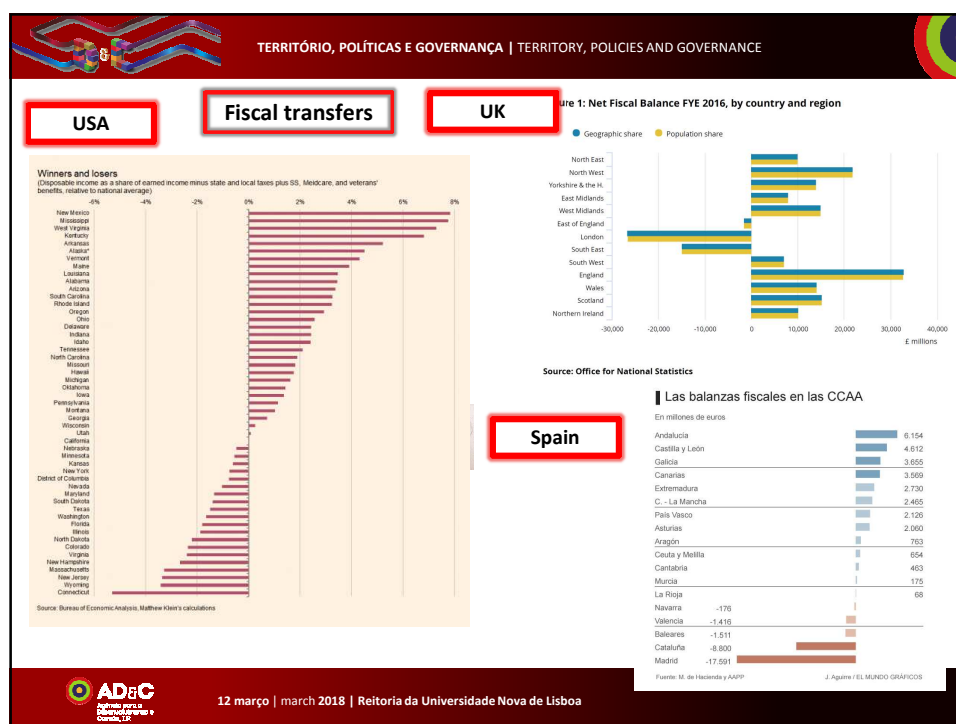 TERRITÓRIO, POLÍTICAS E GOVERNANÇA | TERRITORY, POLICIES AND GOVERNANCE
USA
Fiscal transfers
UK
ure 1: Net Fiscal Balance FYE 2016, by country and region
Geographic share Population share
North East
North West
Yorkshire & the H.
East Midlands
West Midlands
East of England
London
South East
South West
England
Wales
Scotland
Northern Ireland
-30,000 -20,000 -10,000 0 10,000 20,000 30,000 40,000
£ millions
Source: Office for National Statistics
Winners and losers
(Disposable income as a share of earned income minus state and local taxes plus SS, Meidcare, and veterans'
benefits, relative to national average)
-6% -4% -2% 0% 2% 4% 6% 8%
New Mexico
Mississippi
West Virginia
Kentucky
Arkansas
Alaska*
Vermont
Maine
Louisiana
Alabama
Arizona
South Carolina
Rhode Island
Oregon
Ohio
Delaware
Indiana
Idaho
Tennessee
North Carolina
Missouri
Hawaii
Michigan
Oklahoma
Iowa
Pennsylvania
Montana
Georgia
Wisconsin
Utah
California
Nebraska
Minnesota
Kansas
New York
District of Columbia
Nevada
Maryland
South Dakota
Texas
Washington
Florida
Illinois
North Dakota
Colorado
Virginia
New Hampshire
Massachusetts
New Jersey
Wyoming
Connecticut
Source: Bureau of Economic Analysis, Matthew Klein's calculations
Spain
Las balanzas fiscales en las CCAA
En millones de euros
Andalucía 6.154
Castilla y León 4.612
Galicia 3.655
Canarias 3.569
Extremadura 2.730
C. - La Mancha 2.465
País Vasco 2.126
Asturias 2.060
Aragón 763
Ceuta y Melilla 654
Cantabria 463
Murcia 175
La Rioja 68
Navarra -176
Valencia -1.416
Baleares -1.511
Cataluña -8.800
Madrid -17.591
Fuente: M. de Hacienda y AAPP J. Aguirre / EL MUNDO GRÁFICOS
AD&C
Agência para o
Desenvolvimento e
Coesão, I.P.
12 março | march 2018 | Reitoria da Universidade Nova de Lisboa